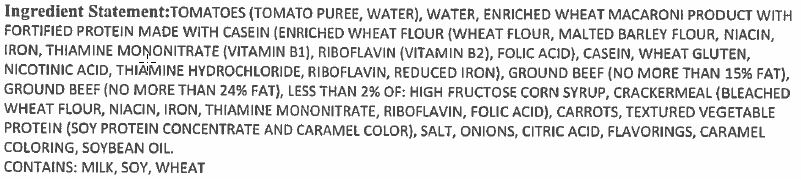 Ingredient Statement:TOMATOES (TOMATO PUREE, WATER), WATER, ENRICHED WHEAT MACARONI PRODUCT WITH
FORTIFIED PROTEIN MADE WITH CASEIN (ENRICHED WHEAT FLOUR (WHEAT FLOUR, MALTED BARLEY FLOUR, NIACIN,
IRON, THIAMINE MONONITRATE (VITAMIN B1), RIBOFLAVIN (VITAMIN B2), FOLIC ACID), CASEIN, WHEAT GLUTEN,
NICOTINIC ACID, THIAMINE HYDROCHLORIDE, RIBOFLAVIN, REDUCED IRON), GROUND BEEF (NO MORE THAN 15% FAT),
GROUND BEEF (NO MORE THAN 24% FAT), LESS THAN 2% OF: HIGH FRUCTOSE CORN SYRUP, CRACKERMEAL (BLEACHED
WHEAT FLOUR, NIACIN, IRON, THIAMINE MONONITRATE, RIBOFLAVIN, FOLIC ACID), CARROTS, TEXTURED VEGETABLE
PROTEIN (SOY PROTEIN CONCENTRATE AND CARAMEL COLOR), SALT, ONIONS, CITRIC ACID, FLAVORINGS, CARAMEL
COLORING, SOYBEAN OIL.
CONTAINS: MILK, SOY, WHEAT